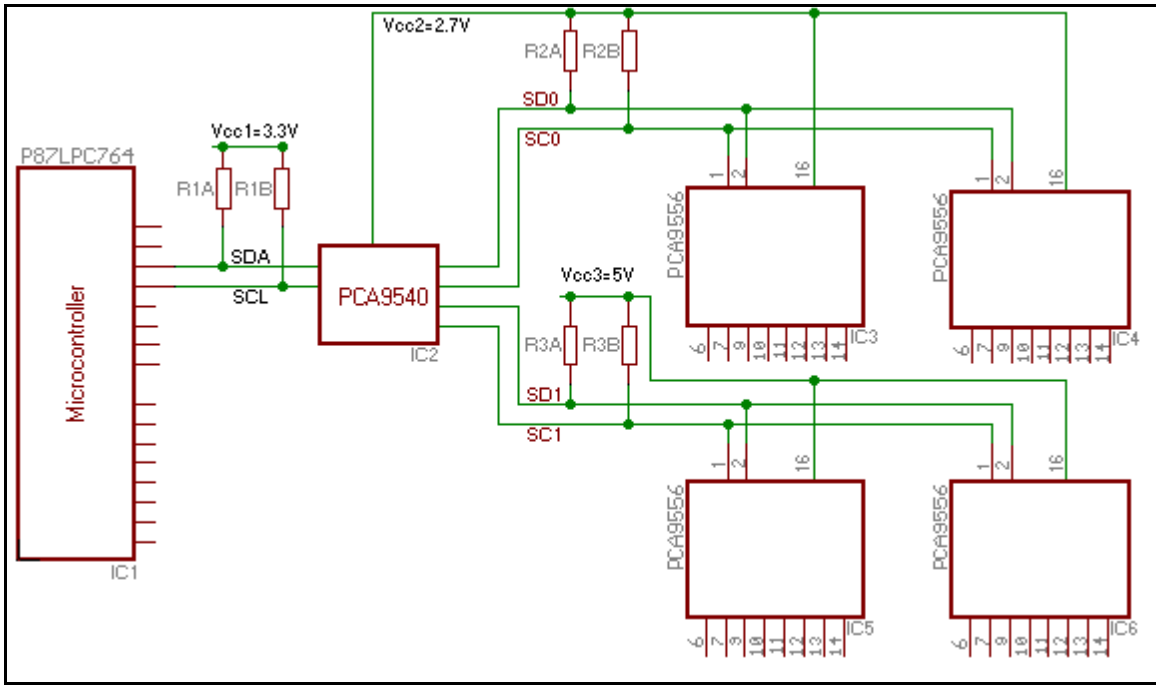 Vcc2=2.7V
R2A
R2B
SD0
SC0
Vcc1=3.3V
P87LPC764
R1A
R1B
SDA
SCL
Microcontroller
IC1
PCA9540
IC2
1
2
16
PCA9556
6
7
9
10
11
12
13
14
IC3
1
2
16
PCA9556
6
7
9
10
11
12
13
14
IC4
Vcc3=5V
R3A
R3B
SD1
SC1
1
2
16
PCA9556
6
7
9
10
11
12
13
14
IC5
1
2
16
PCA9556
6
7
9
10
11
12
13
14
IC6